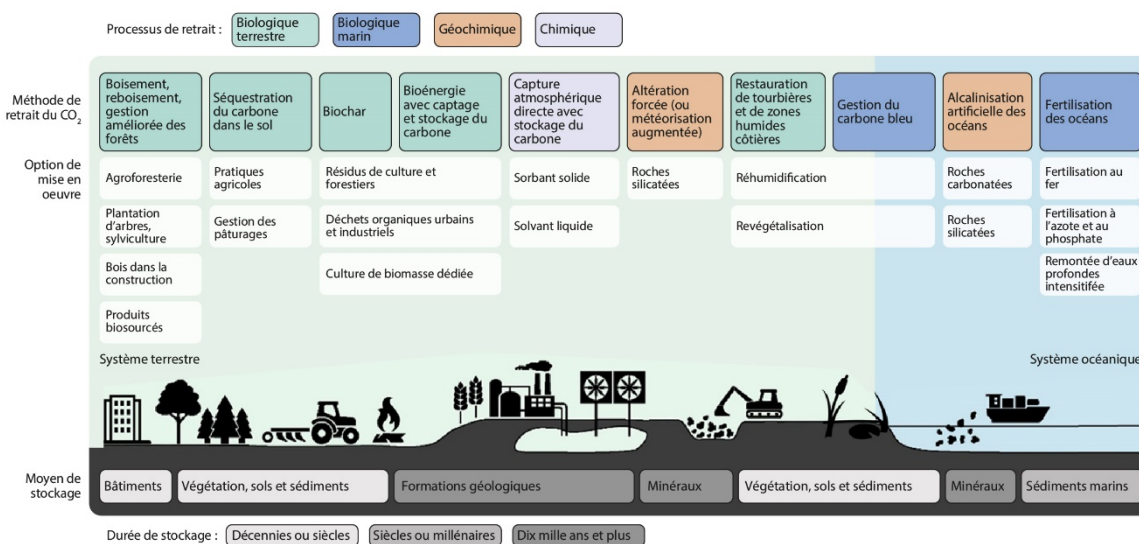 Processus de retrait :
Biologique
terrestre
Biologique
marin
Géochimique
Chimique
Méthode de
retrait du CO2
Boisement,
reboisement,
gestion
améliorée des
forêts
Séquestration
du carbone
dans le sol
Biochar
Bioénergie
avec captage
et stockage du
carbone
Capture
atmosphérique
directe avec
stockage du
carbone
Altération
forcée (ou
météorisation
augmentée)
Restauration
de tourbières
et de zones
humides
côtières
Gestion du
carbone bleu
Alcalinisation
artificielle des
océans
Fertilisation
des océans
Option de
mise en
oeuvre
Agroforesterie
Pratiques
agricoles
Résidus de culture et
forestiers
Sorbant solide
Roches
silicatées
Réhumidification
Roches
carbonatées
Fertilisation au
fer
Plantation
d'arbres,
sylviculture
Gestion des
pâturages
Déchets organiques urbains
et industriels
Solvant liquide
Revégétalisation
Roches
silicatées
Fertilisation à
l'azote et au
phosphate
Bois dans la
construction
Culture de biomasse dédiée
Remontée d'eaux
profondes
intensitifée
Produits
biosourcés
Système terrestre
Système océanique
Moyen de
stockage
Bâtiments
Végétation, sols et sédiments
Formations géologiques
Minéraux
Végétation, sols et sédiments
Minéraux
Sédiments marins
Durée de stockage :
Décennies ou siècles
Siècles ou millénaires
Dix mille ans et plus